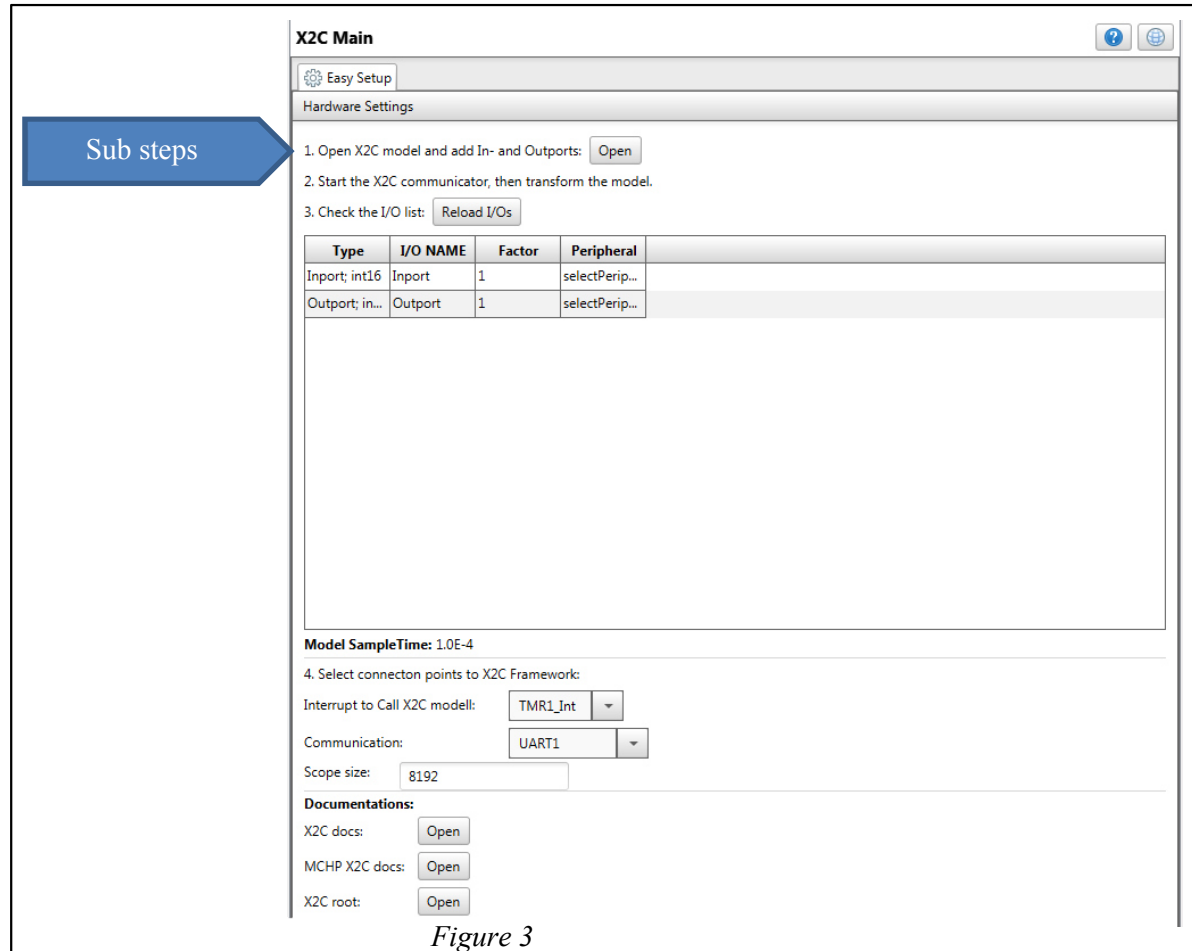 X2C Main
Easy Setup
Hardware Settings
Sub steps
1. Open X2C model and add In- and Outports: Open
2. Start the X2C communicator, then transform the model.
3. Check the I/O list: Reload I/Os
Type I/O NAME Factor Peripheral
Inport; int16 Inport 1 selectPerip...
Outport; in... Outport 1 selectPerip...
Model SampleTime: 1.0E-4
4. Select connecton points to X2C Framework:
Interrupt to Call X2C modell: TMR1_Int
Communication: UART1
Scope size: 8192
Documentations:
X2C docs: Open
MCHP X2C docs: Open
X2C root: Open
Figure 3